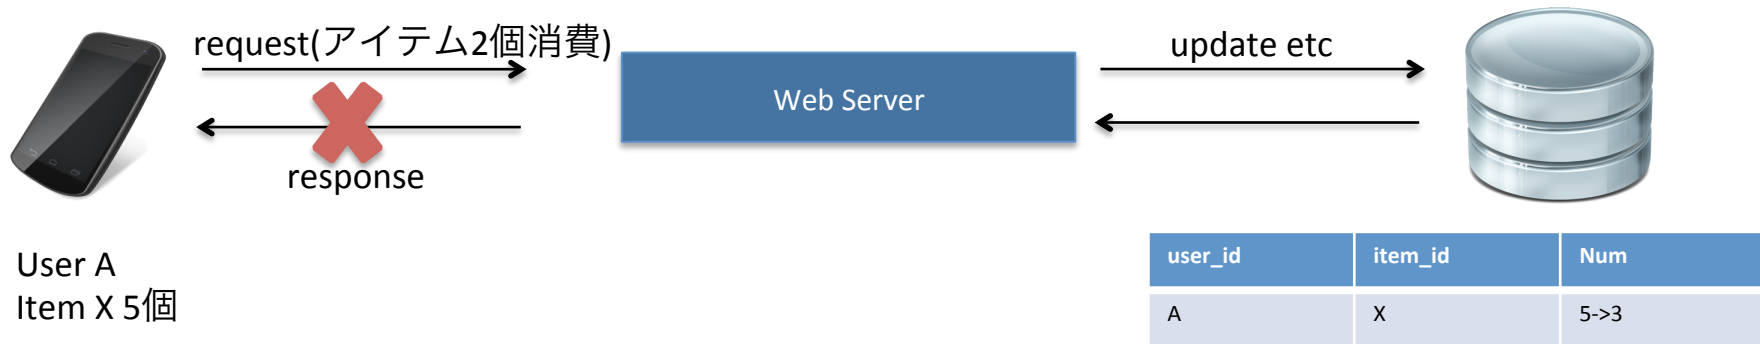 request(アイテム2個消費)
update etc
Web Server
response
User A
Item X 5個
user_id item_id Num
A X 5->3